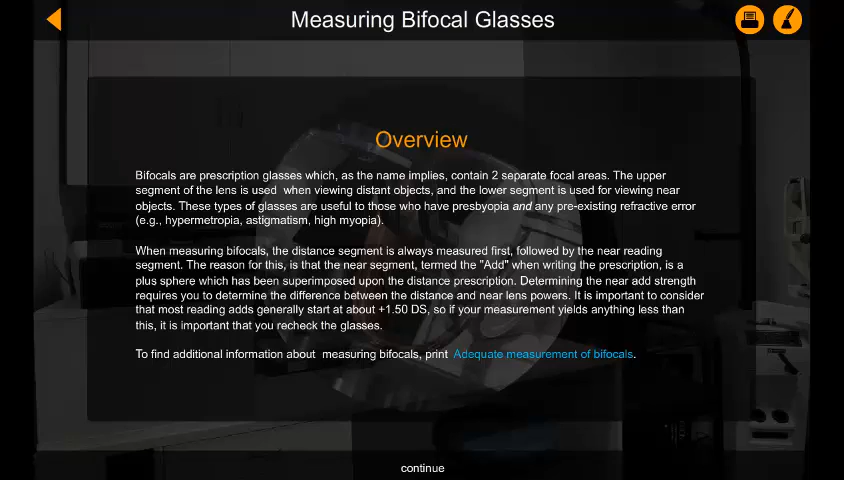 Measuring Bifocal Glasses
Overview
Bifocals are prescription glasses which, as the name implies, contain 2 separate focal areas. The upper
segment of the lens is used when viewing distant objects, and the lower segment is used for viewing near
objects. These types of glasses are useful to those who have presbyopia and any pre-existing refractive error
(e.g., hypermetropia, astigmatism, high myopia).
When measuring bifocals, the distance segment is always measured first, followed by the near reading
segment. The reason for this, is that the near segment, termed the "Add" when writing the prescription, is a
plus sphere which has been superimposed upon the distance prescription. Determining the near add strength
requires you to determine the difference between the distance and near lens powers. It is important to consider
that most reading adds generally start at about +1.50 DS, so if your measurement yields anything less than
this, it is important that you recheck the glasses.
To find additional information about measuring bifocals, print Adequate measurement of bifocals.
continue